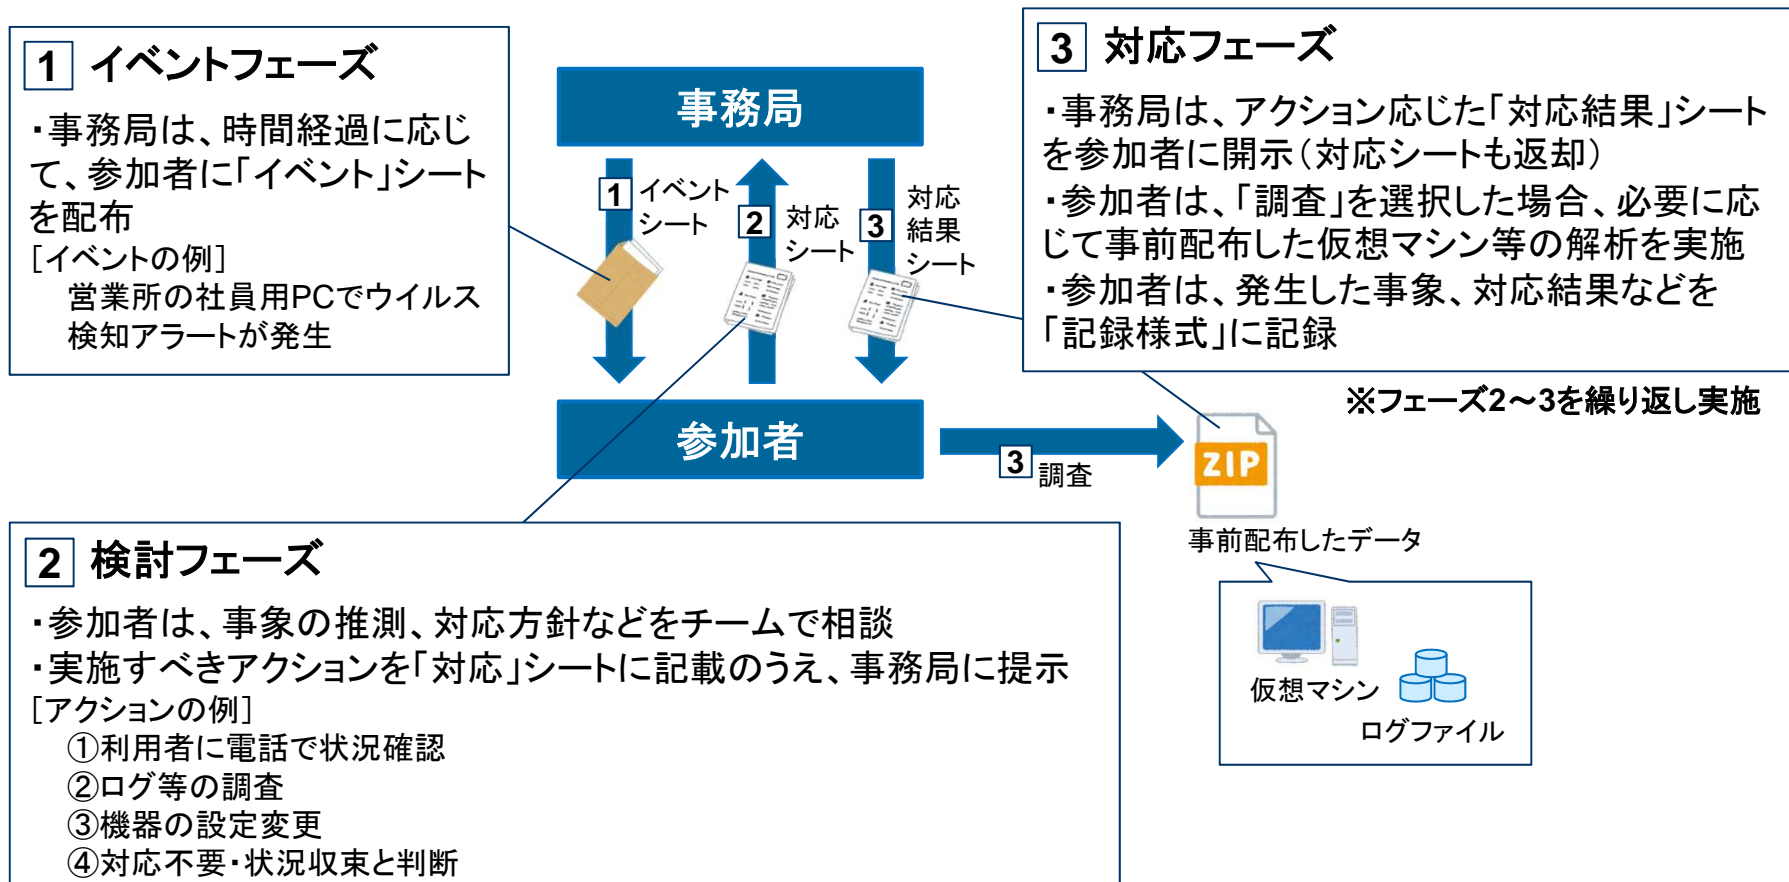 1 イベントフェーズ
・事務局は、時間経過に応じ
て、参加者に「イベント」シート
を配布
[イベントの例]
営業所の社員用PCでウイルス
検知アラートが発生
事務局
1 イベント
シート
2 対応
シート
3 対応
結果
シート
参加者
3 対応フェーズ
・事務局は、アクション応じた「対応結果」シート
を参加者に開示(対応シートも返却)
・参加者は、「調査」を選択した場合、必要に応
じて事前配布した仮想マシン等の解析を実施
・参加者は、発生した事象、対応結果などを
「記録様式」に記録
※フェーズ2～3を繰り返し実施
3 調査
ZIP
事前配布したデータ
仮想マシン
ログファイル
2 検討フェーズ
・参加者は、事象の推測、対応方針などをチームで相談
・実施すべきアクションを「対応」シートに記載のうえ、事務局に提示
[アクションの例]
①利用者に電話で状況確認
②ログ等の調査
③機器の設定変更
④対応不要・状況収束と判断